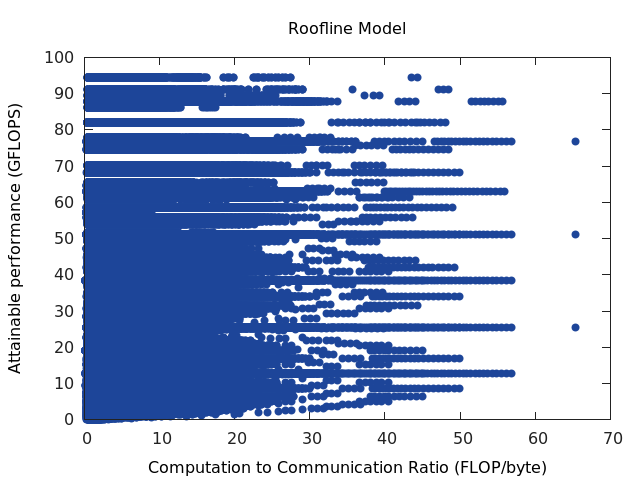 Roofline Model
100
90
80
70
60
50
40
30
20
10
0
Attainable performance (GFLOPS)
0 10 20 30 40 50 60 70
Computation to Communication Ratio (FLOP/byte)